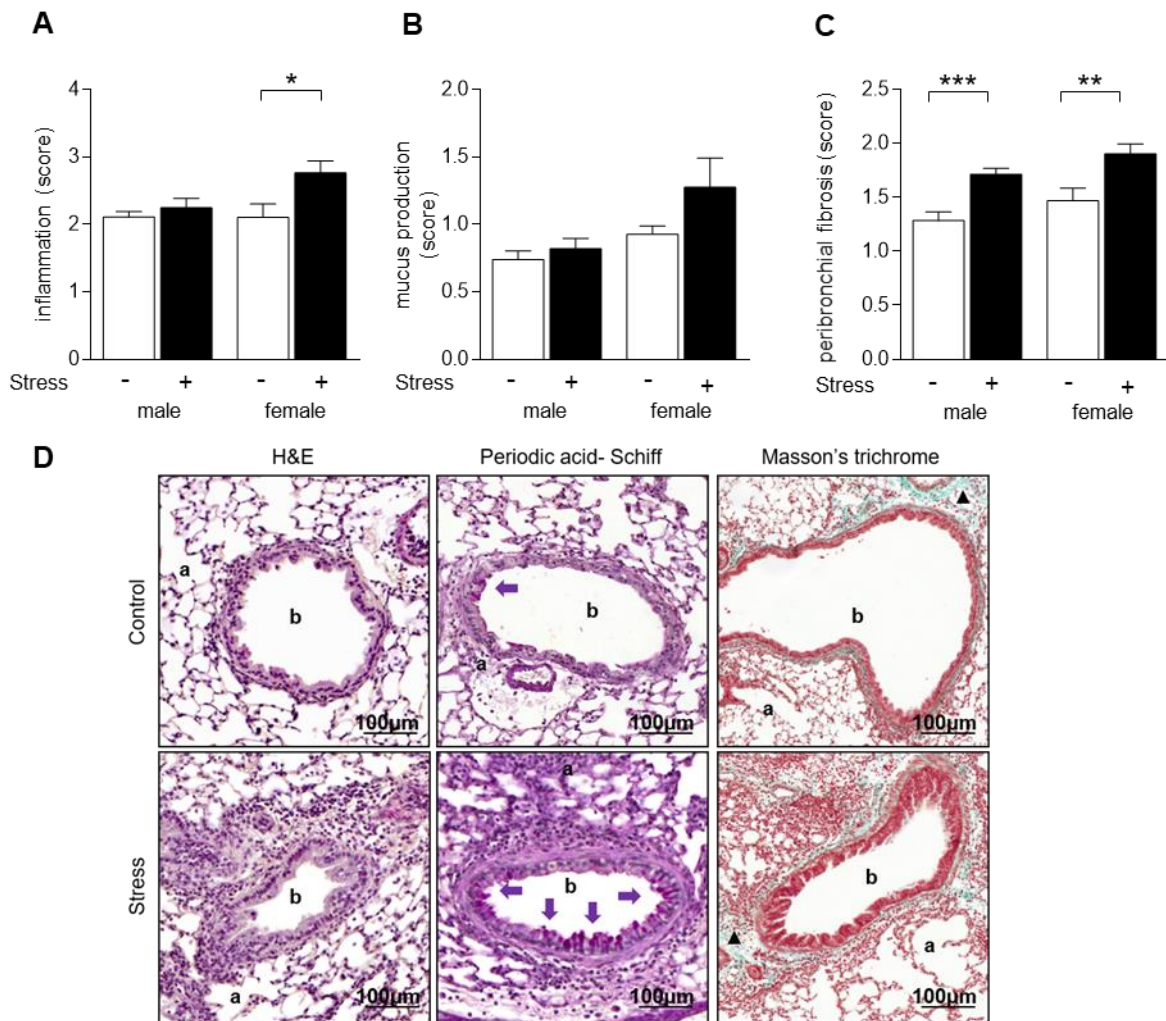 A
B
C
inflammation (score)
4
3
2
1
0
*
Stress - + - +
male female
mucus production
(score)
2.0
1.5
1.0
0.5
0.0
Stress - + - +
male female
peribronchial fibrosis (score)
2.5
2.0
1.5
1.0
0.5
0.0
*** **
Stress - + - +
male female
D
H&E Periodic acid- Schiff Masson's trichrome
Control
a
b
100µm
b
a
100µm
b
a
100µm
Stress
b
a
100µm
a
b
100µm
b
a
100µm